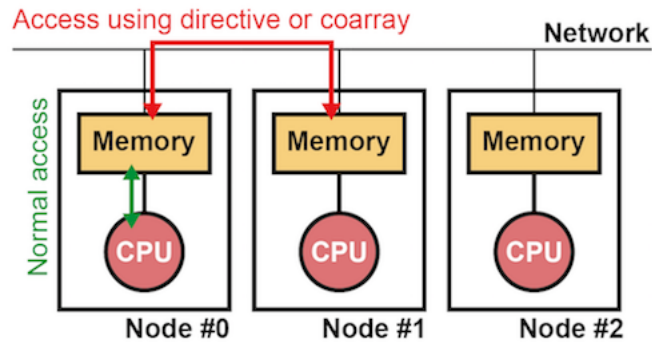 Access using directive or coarray
Network
Normal access
Memory
Memory
Memory
CPU
CPU
CPU
Node #0
Node #1
Node #2